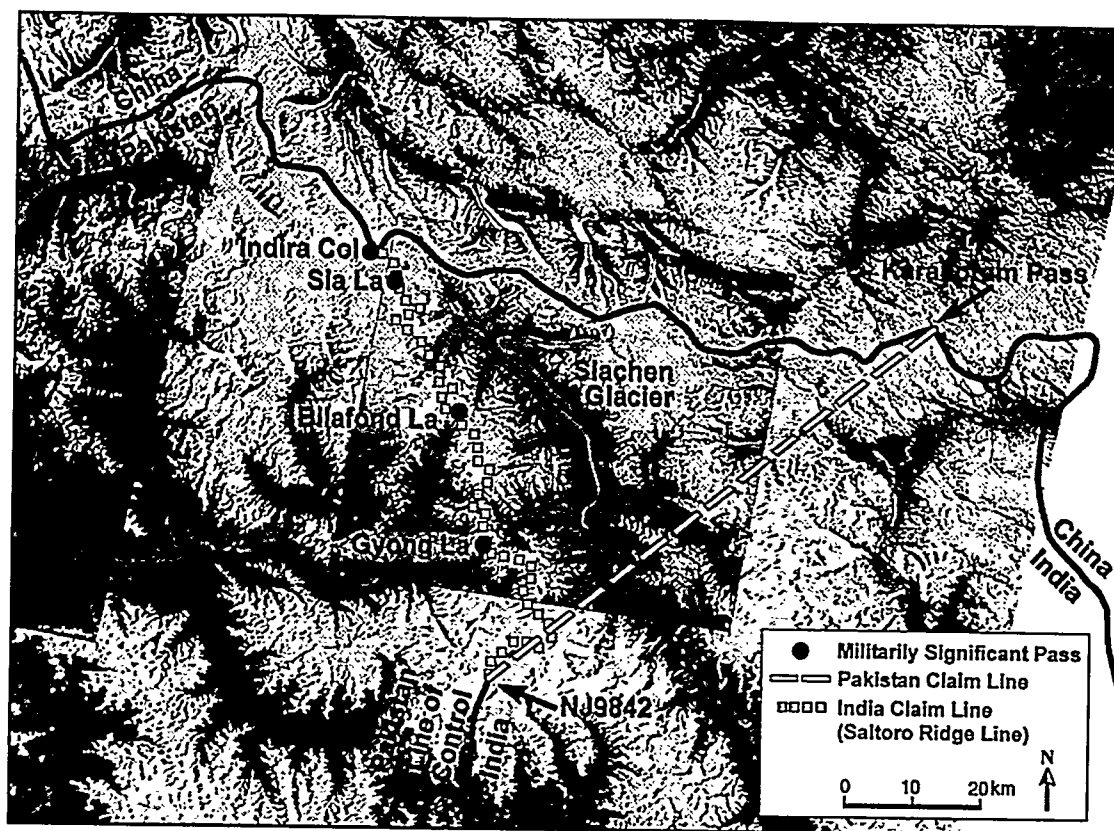 China
Pakistan
Indira Col
Sia La
Karakoram Pass
Siachen
Glacier
Bilafond La
Gyong La
China
India
Pakistan
Line of
Control
India
NJ9842
Militarily Significant Pass
Pakistan Claim Line
India Claim Line
(Saltoro Ridge Line)
N
0 10 20km